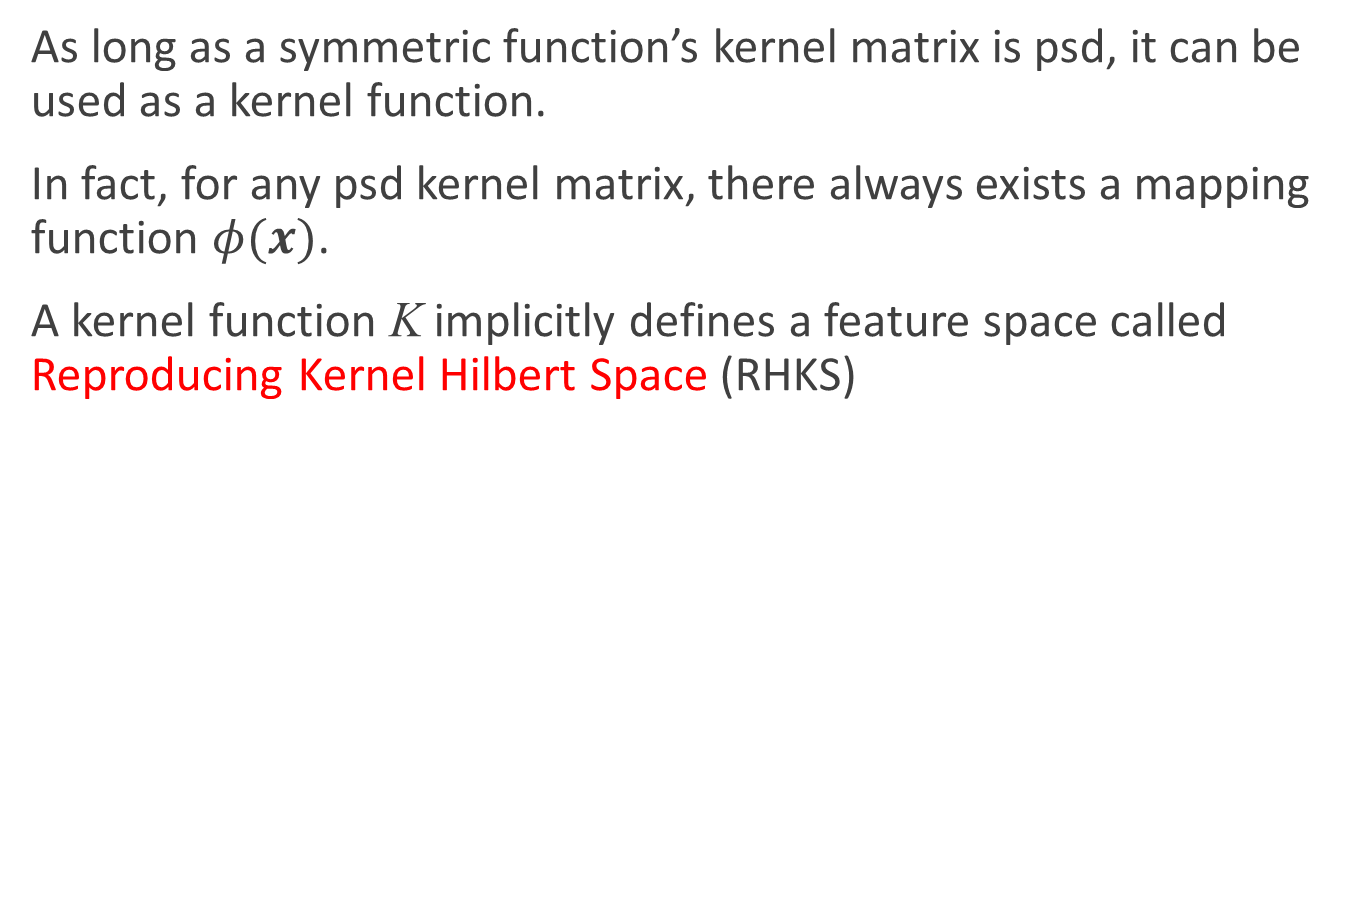 As long as a symmetric function’s kernel matrix is psd, it can be
used as a kernel function.
In fact, for any psd kernel matrix, there always exists a mapping
function 𝜙(𝒙).
A kernel function K implicitly defines a feature space called
Reproducing Kernel Hilbert Space (RHKS)